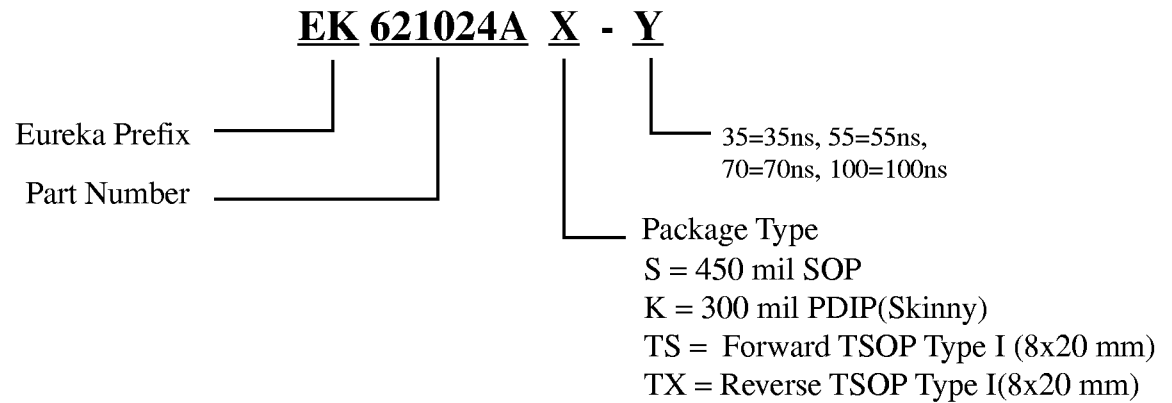 EK 621024A X - Y
Eureka Prefix
35=35ns, 55=55ns,
70=70ns, 100=100ns
Part Number
Package Type
S = 450 mil SOP
K = 300 mil PDIP(Skinny)
TS = Forward TSOP Type I (8x20 mm)
TX = Reverse TSOP Type I(8x20 mm)